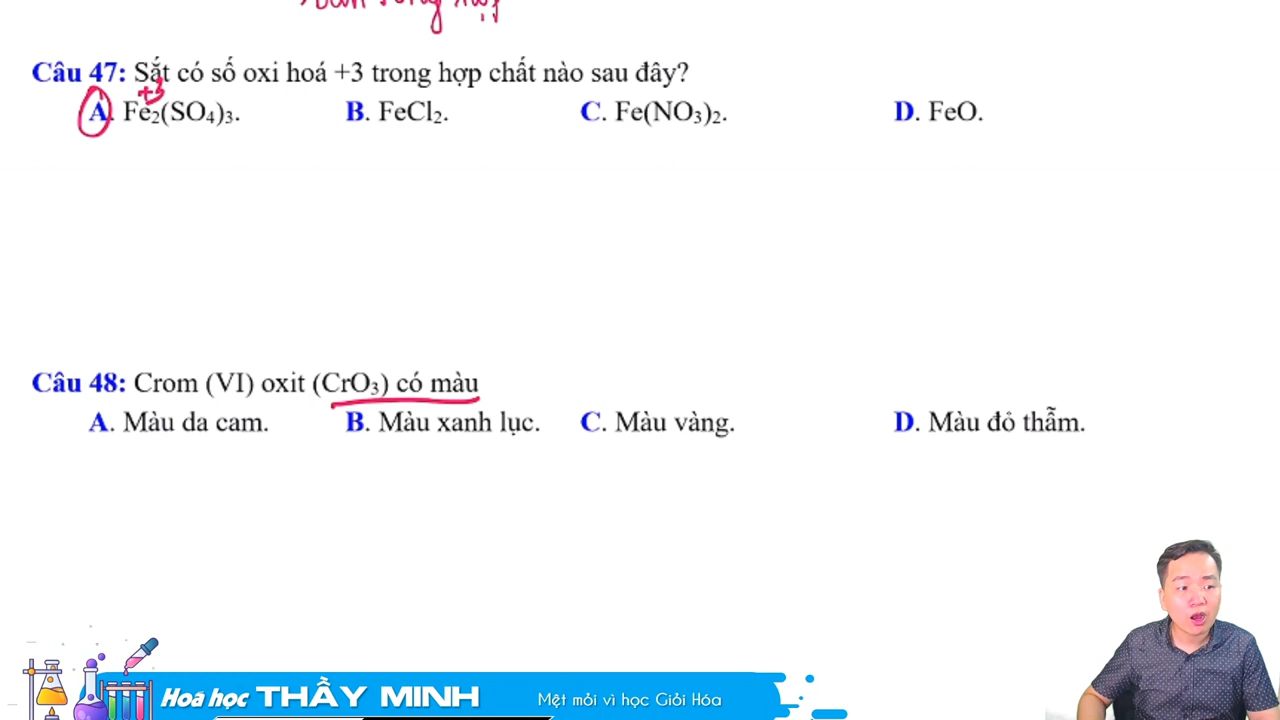 Câu 47: Sắt có số oxi hoá +3 trong hợp chất nào sau đây?
+3
A. Fe₂(SO₄)₃. B. FeCl₂. C. Fe(NO₃)₂. D. FeO.
Câu 48: Crom (VI) oxit (CrO₃) có màu
A. Màu da cam. B. Màu xanh lục. C. Màu vàng. D. Màu đỏ thẫm.
Hoá học THẦY MINH Mệt mỏi vì học Giỏi Hóa